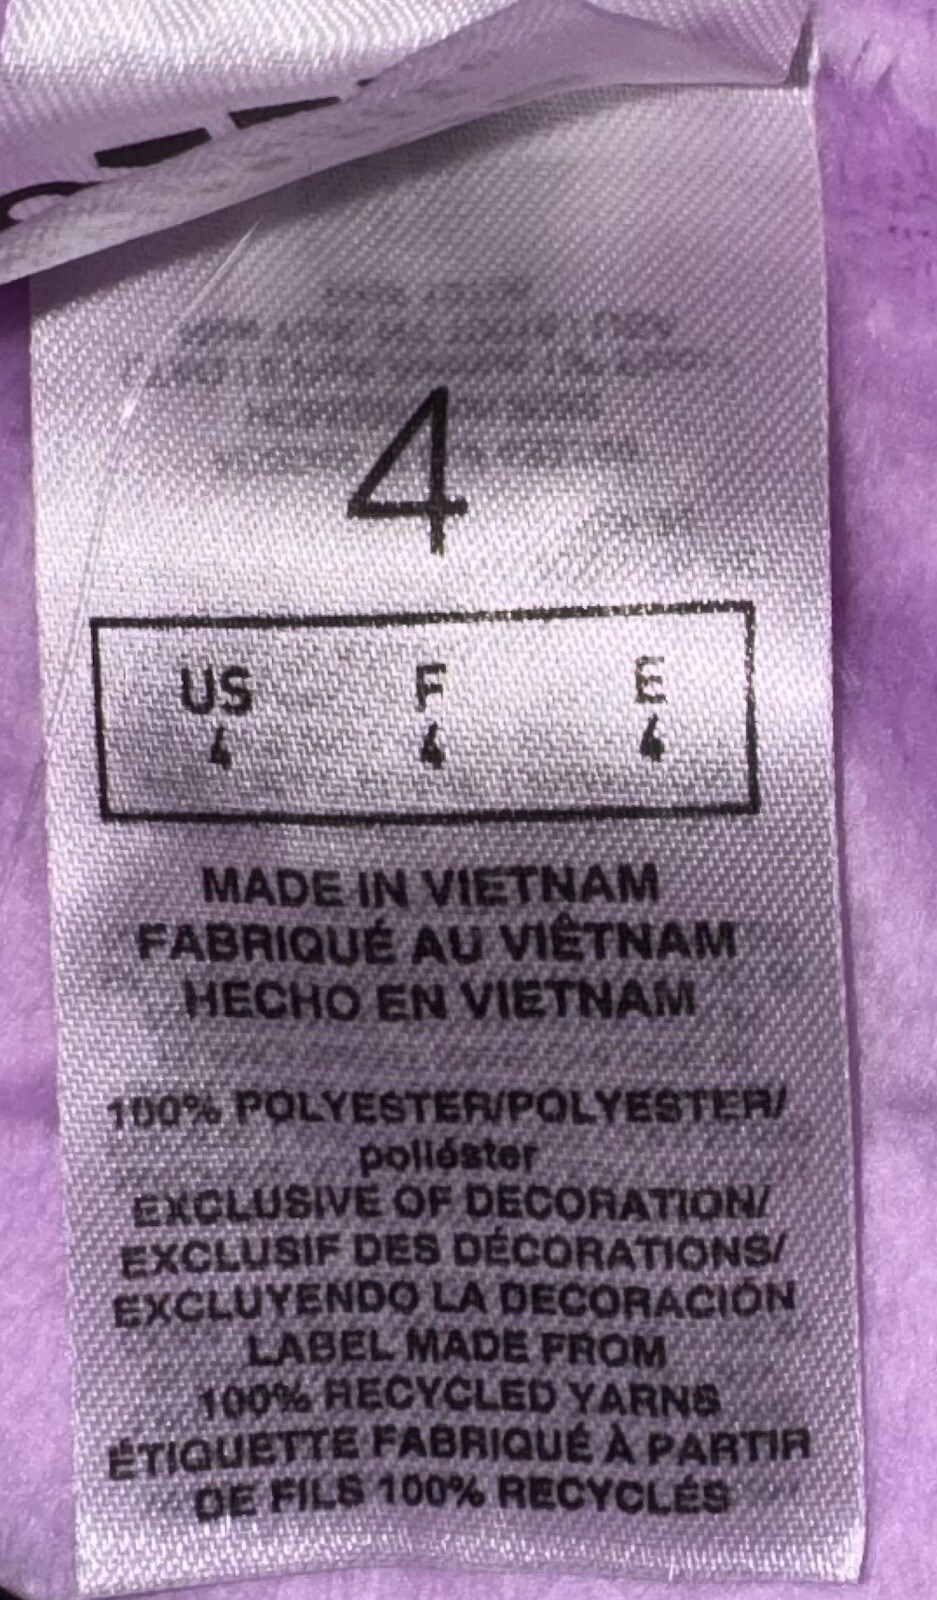 4
US F E
4 4 4
MADE IN VIETNAM
FABRIQUÉ AU VIÊTNAM
HECHO EN VIETNAM
100% POLYESTER/POLYESTER/
poliéster
EXCLUSIVE OF DECORATION/
EXCLUSIF DES DÉCORATIONS/
EXCLUYENDO LA DECORACIÓN
LABEL MADE FROM
100% RECYCLED YARNS
ÉTIQUETTE FABRIQUÉ À PARTIR
DE FILS 100% RECYCLÉS